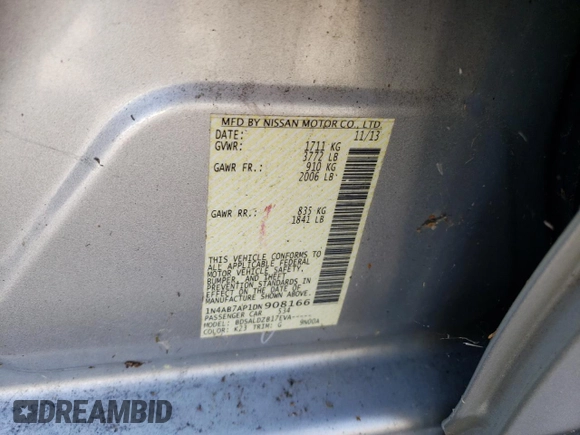 MFD BY NISSAN MOTOR CO., LTD.
DATE: 11/13
GVWR: 1711 KG
3772 LB
GAWR FR.: 910 KG
2006 LB
GAWR RR.: 835 KG
1841 LB
THIS VEHICLE CONFORMS TO
ALL APPLICABLE FEDERAL
MOTOR VEHICLE SAFETY,
BUMPER, AND THEFT
PREVENTION STANDARDS IN
EFFECT ON THE DATE OF
MANUFACTURE SHOWN ABOVE.
1N4AB7AP1DN908166
PASSENGER CAR 534
MODEL: BDSALDZB17EVA-----
COLOR: K23 TRIM: G
DREAMBID